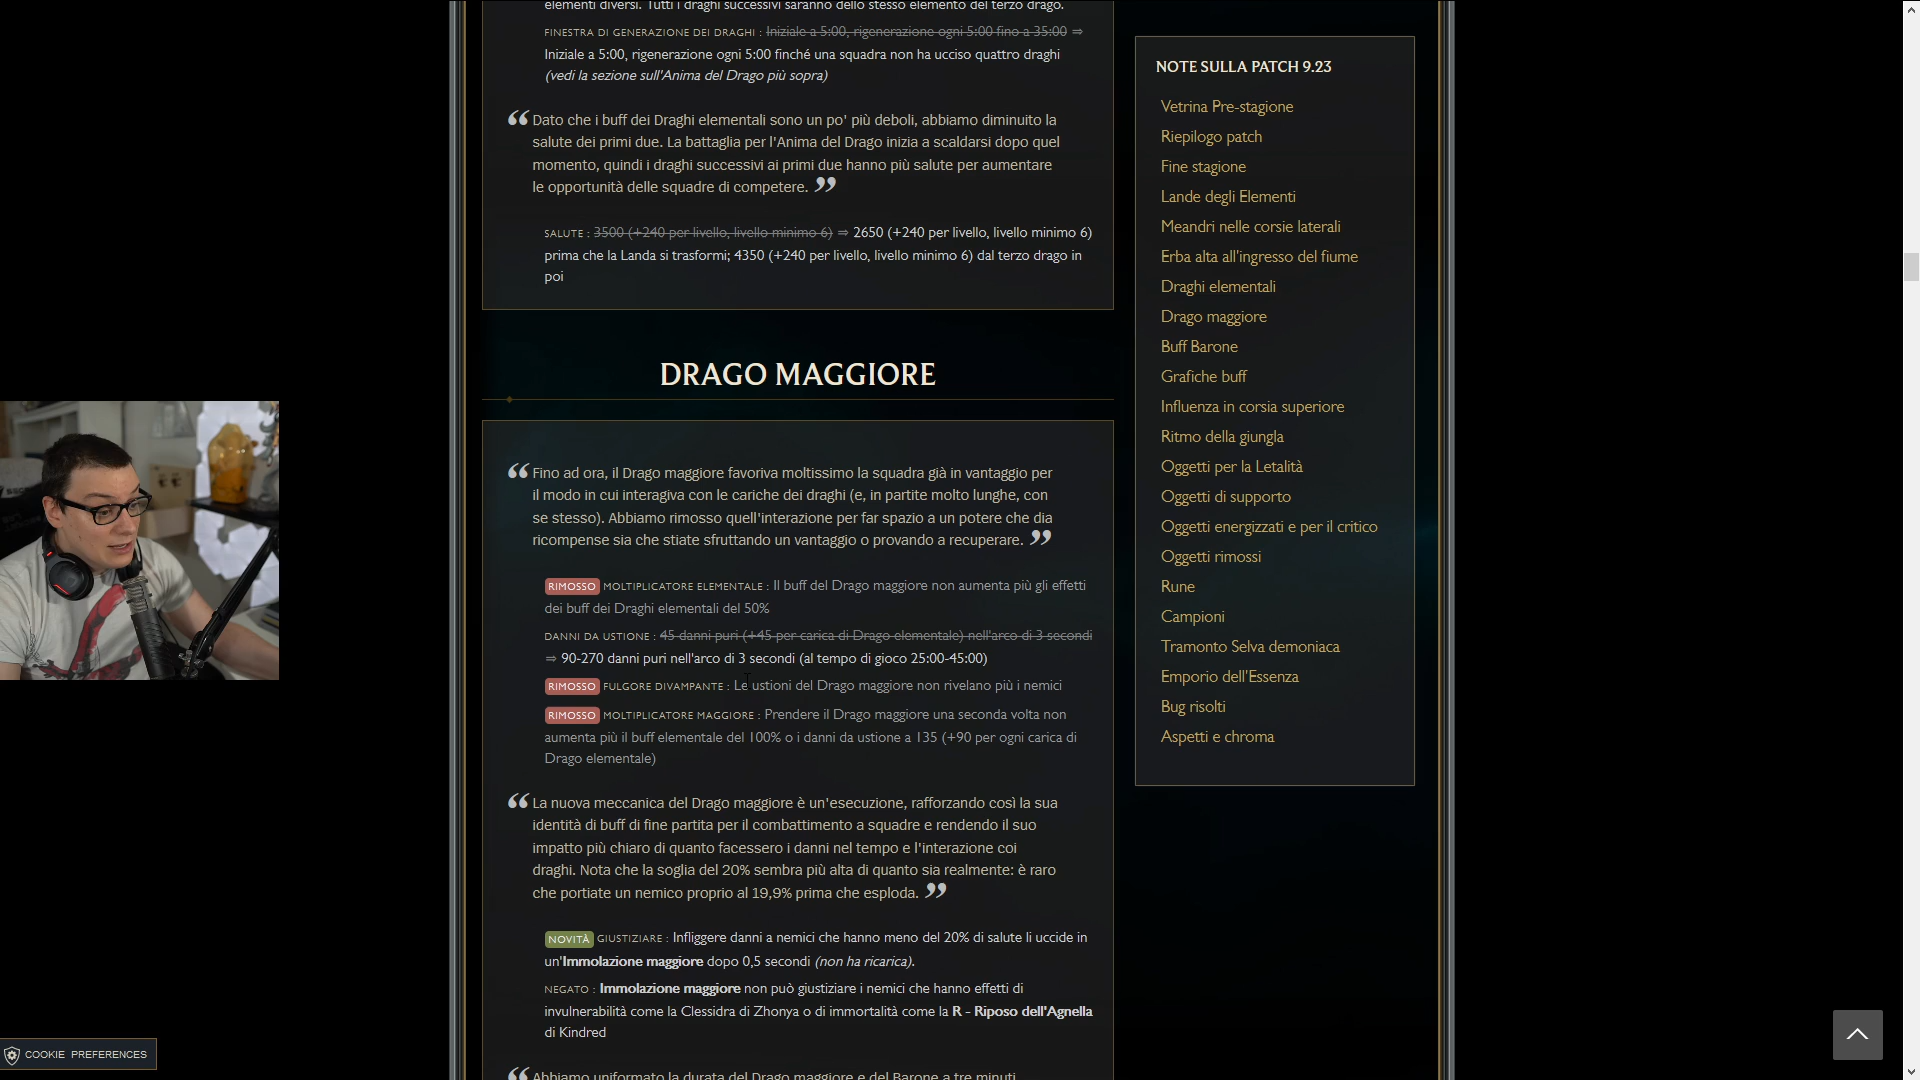 elementi diversi. Tutti i draghi successivi saranno dello stesso elemento del terzo drago.
FINESTRA DI GENERAZIONE DEI DRAGHI : Iniziale a 5:00, rigenerazione ogni 5:00 fino a 35:00 ⇒
Iniziale a 5:00, rigenerazione ogni 5:00 finché una squadra non ha ucciso quattro draghi
(vedi la sezione sull'Anima del Drago più sopra)
“ Dato che i buff dei Draghi elementali sono un po' più deboli, abbiamo diminuito la
salute dei primi due. La battaglia per l'Anima del Drago inizia a scaldarsi dopo quel
momento, quindi i draghi successivi ai primi due hanno più salute per aumentare
le opportunità delle squadre di competere. ”
SALUTE : 3500 (+240 per livello, livello minimo 6) ⇒ 2650 (+240 per livello, livello minimo 6)
prima che la Landa si trasformi; 4350 (+240 per livello, livello minimo 6) dal terzo drago in
poi
DRAGO MAGGIORE
“ Fino ad ora, il Drago maggiore favoriva moltissimo la squadra già in vantaggio per
il modo in cui interagiva con le cariche dei draghi (e, in partite molto lunghe, con
se stesso). Abbiamo rimosso quell'interazione per far spazio a un potere che dia
ricompense sia che stiate sfruttando un vantaggio o provando a recuperare. ”
RIMOSSO MOLTIPLICATORE ELEMENTALE : Il buff del Drago maggiore non aumenta più gli effetti
dei buff dei Draghi elementali del 50%
DANNI DA USTIONE : 45 danni puri (+45 per carica di Drago elementale) nell'arco di 3 secondi
⇒ 90-270 danni puri nell'arco di 3 secondi (al tempo di gioco 25:00-45:00)
RIMOSSO FULGORE DIVAMPANTE : Le ustioni del Drago maggiore non rivelano più i nemici
RIMOSSO MOLTIPLICATORE MAGGIORE : Prendere il Drago maggiore una seconda volta non
aumenta più il buff elementale del 100% o i danni da ustione a 135 (+90 per ogni carica di
Drago elementale)
“ La nuova meccanica del Drago maggiore è un'esecuzione, rafforzando così la sua
identità di buff di fine partita per il combattimento a squadre e rendendo il suo
impatto più chiaro di quanto facessero i danni nel tempo e l'interazione coi
draghi. Nota che la soglia del 20% sembra più alta di quanto sia realmente: è raro
che portiate un nemico proprio al 19,9% prima che esploda. ”
NOVITÀ GIUSTIZIARE : Infliggere danni a nemici che hanno meno del 20% di salute li uccide in
un'Immolazione maggiore dopo 0,5 secondi (non ha ricarica).
NEGATO : Immolazione maggiore non può giustiziare i nemici che hanno effetti di
invulnerabilità come la Clessidra di Zhonya o di immortalità come la R - Riposo dell'Agnella
di Kindred
“ Abbiamo uniformato la durata del Drago maggiore e del Barone a tre minuti
NOTE SULLA PATCH 9.23
Vetrina Pre-stagione
Riepilogo patch
Fine stagione
Lande degli Elementi
Meandri nelle corsie laterali
Erba alta all'ingresso del fiume
Draghi elementali
Drago maggiore
Buff Barone
Grafiche buff
Influenza in corsia superiore
Ritmo della giungla
Oggetti per la Letalità
Oggetti di supporto
Oggetti energizzati e per il critico
Oggetti rimossi
Rune
Campioni
Tramonto Selva demoniaca
Emporio dell'Essenza
Bug risolti
Aspetti e chroma
COOKIE PREFERENCES